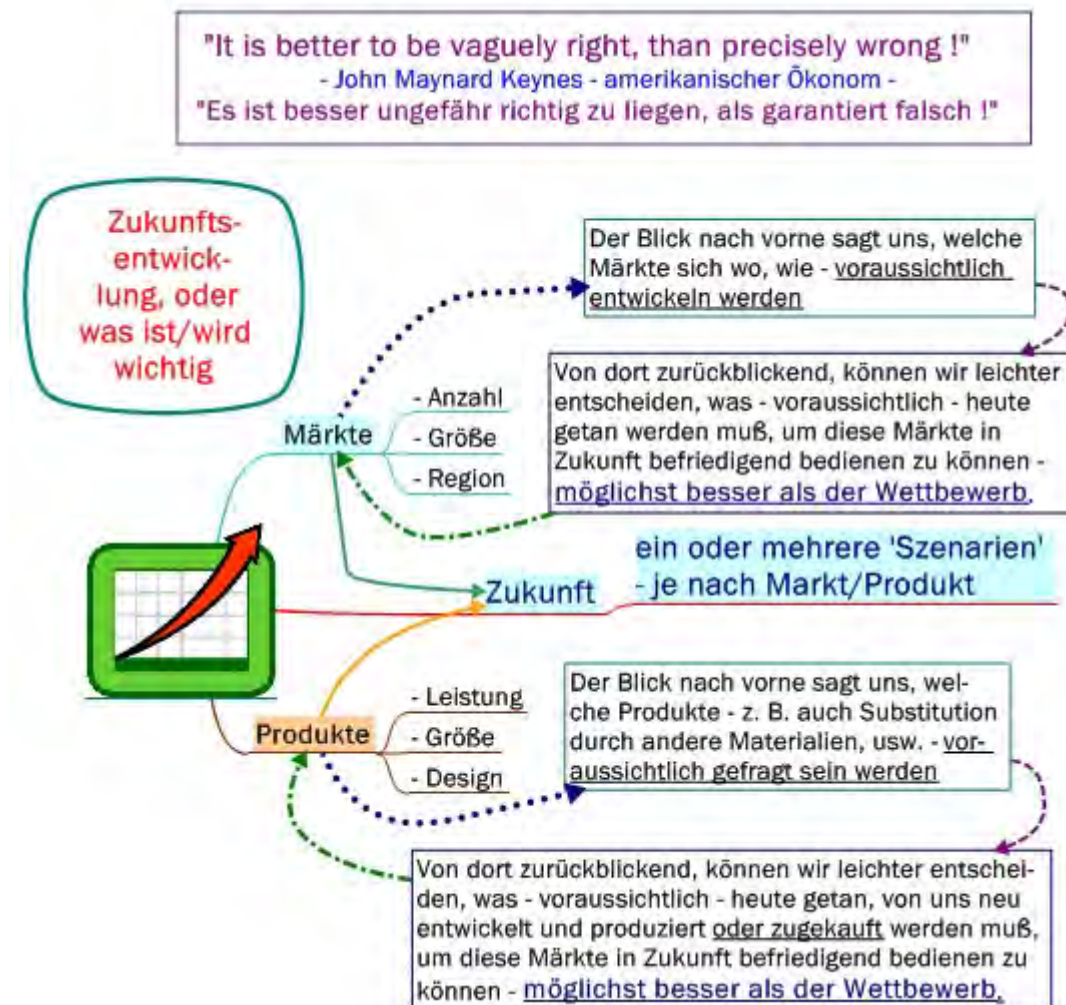 "It is better to be vaguely right, than precisely wrong !"
- John Maynard Keynes - amerikanischer Ökonom -
"Es ist besser ungefähr richtig zu liegen, als garantiert falsch !"
Zukunfts-
entwick-
lung, oder
was ist/wird
wichtig
Der Blick nach vorne sagt uns, welche
Märkte sich wo, wie - voraussichtlich
entwickeln werden
Von dort zurückblickend, können wir leichter
entscheiden, was - voraussichtlich - heute
getan werden muß, um diese Märkte in
Zukunft befriedigend bedienen zu können -
möglichst besser als der Wettbewerb.
Märkte
- Anzahl
- Größe
- Region
Zukunft
ein oder mehrere 'Szenarien'
- je nach Markt/Produkt
Produkte
- Leistung
- Größe
- Design
Der Blick nach vorne sagt uns, wel-
che Produkte - z. B. auch Substitution
durch andere Materialien, usw. - vor-
aussichtlich gefragt sein werden
Von dort zurückblickend, können wir leichter entschei-
den, was - voraussichtlich - heute getan, von uns neu
entwickelt und produziert oder zugekauft werden muß,
um diese Märkte in Zukunft befriedigend bedienen zu
können - möglichst besser als der Wettbewerb.